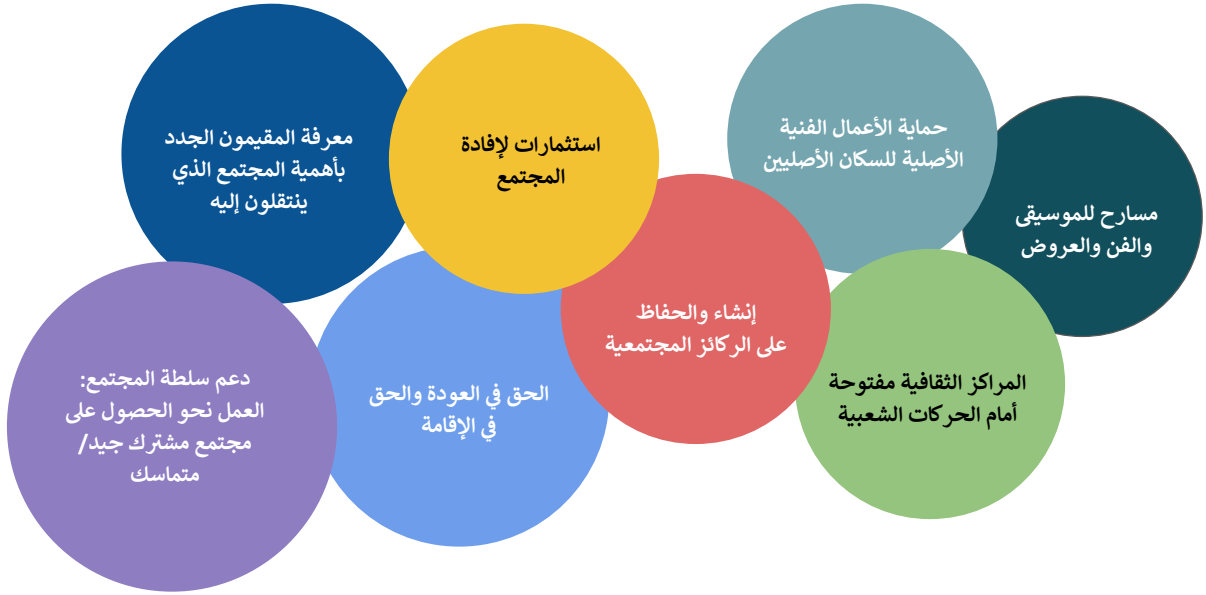 مسارح للموسيقى
والفن والعروض
حماية الأعمال الفنية
الأصلية للسكان الأصليين
استثمارات لإفادة
المجتمع
معرفة المقيمون الجدد
بأهمية المجتمع الذي
ينتقلون إليه
المراكز الثقافية مفتوحة
أمام الحركات الشعبية
إنشاء والحفاظ
على الركائز المجتمعية
الحق في العودة والحق
في الإقامة
دعم سلطة المجتمع:
العمل نحو الحصول على
مجتمع مشترك جيد/
متماسك